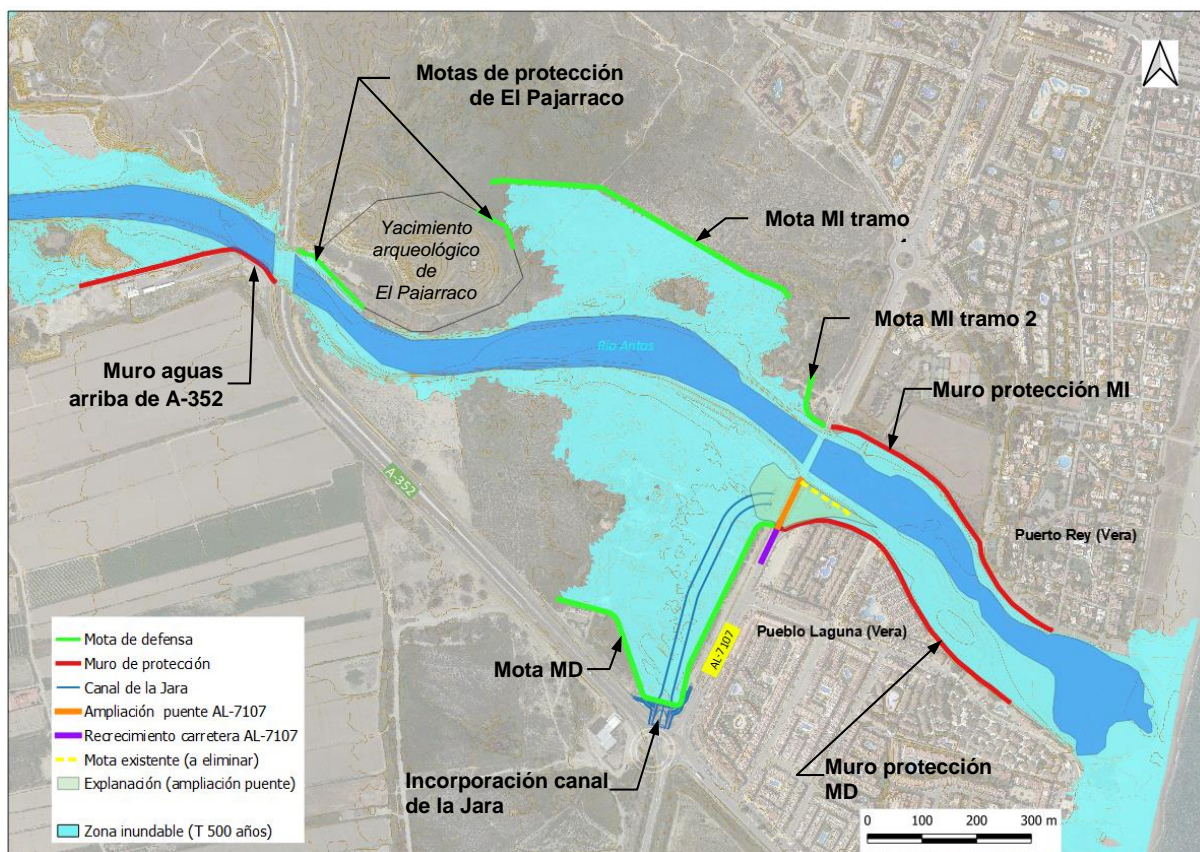 Motas de protección
de El Pajarraco
Yacimiento
arqueológico
de
El Pajarraco
Mota MI tramo
Mota MI tramo 2
Muro protección MI
Río Antas
Muro aguas
arriba de A-352
A-352
Puerto Rey (Vera)
Pueblo Laguna (Vera)
AL-7107
Mota MD
Incorporación canal
de la Jara
Muro protección
MD
Mota de defensa
Muro de protección
Canal de la Jara
Ampliación puente AL-7107
Recrecimiento carretera AL-7107
Mota existente (a eliminar)
Explanación (ampliación puente)
Zona inundable (T 500 años)
0 100 200 300 m